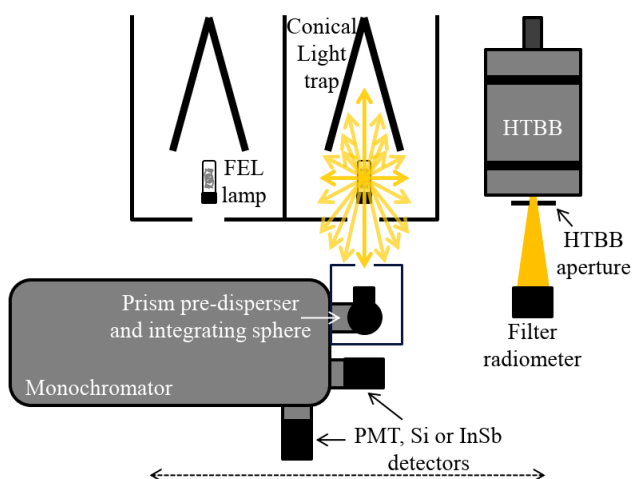 Conical
Light
trap
FEL
lamp
HTBB
HTBB
aperture
Prism pre-disperser
and integrating sphere
Filter
radiometer
Monochromator
PMT, Si or InSb
detectors